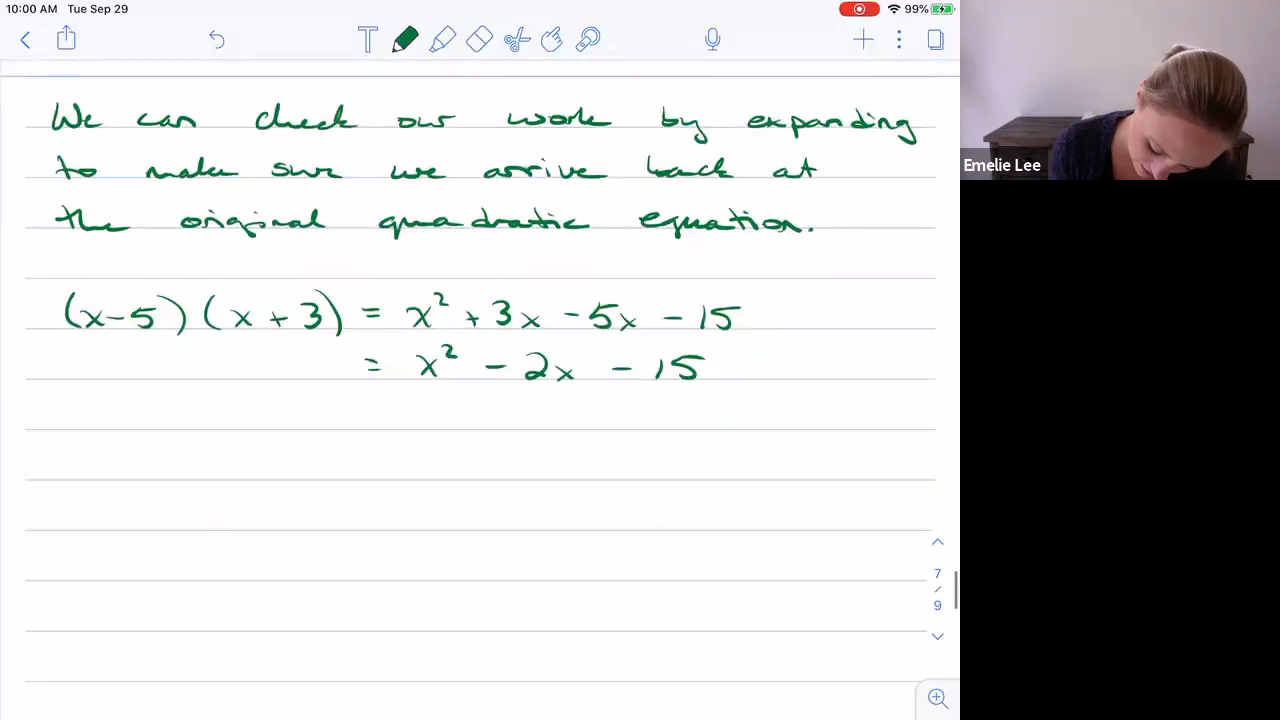 10:00 AM Tue Sep 29
99%
T
We can check our work by expanding
to make sure we arrive back at
the original quadratic equation.
(x-5)(x+3) = x² + 3x - 5x - 15
= x² - 2x - 15
7
/
9
Emelie Lee